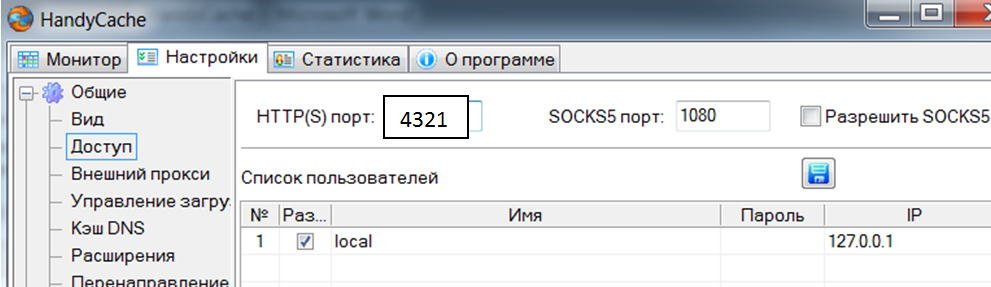 HandyCache
Монитор Настройки Статистика О программе
Общие
Вид
Доступ
Внешний прокси
Управление загру
Кэш DNS
Расширения
Перенаправление
HTTP(S) порт: 4321 SOCKS5 порт: 1080 Разрешить SOCKS5
Список пользователей
№ Раз... Имя Пароль IP
1 local 127.0.0.1